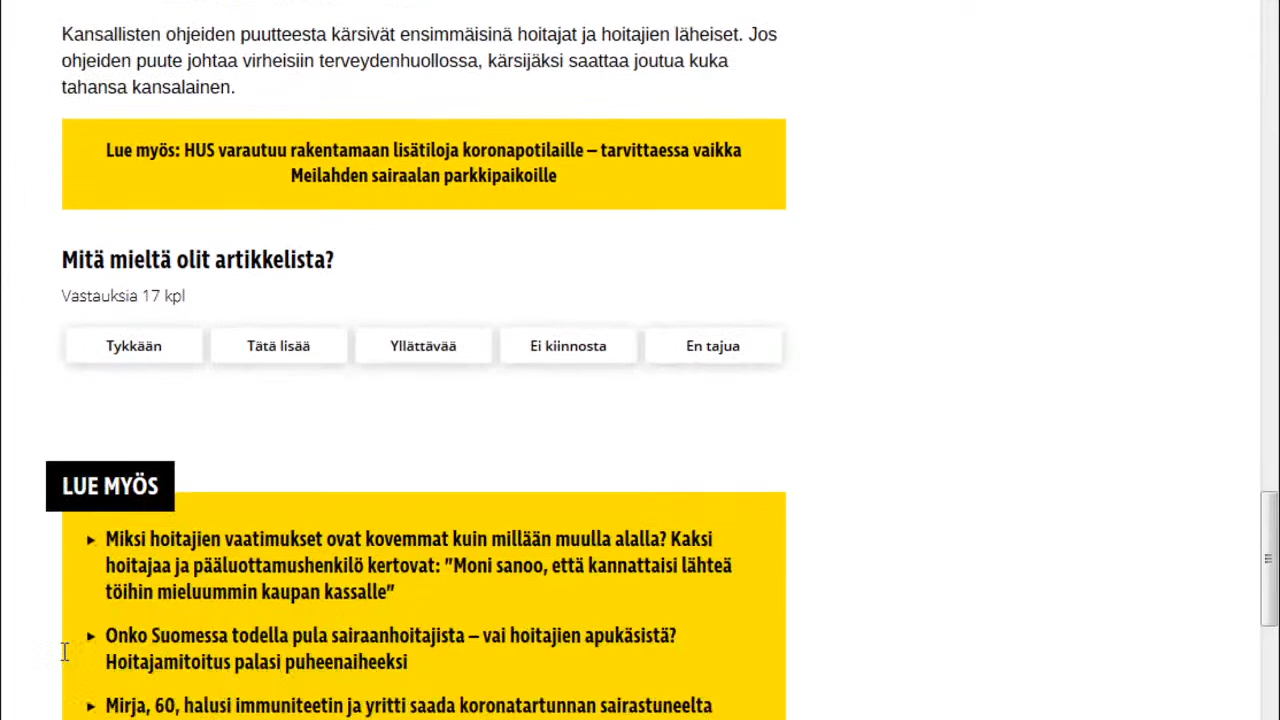 Kansallisten ohjeiden puutteesta kärsivät ensimmäisinä hoitajat ja hoitajien läheiset. Jos
ohjeiden puute johtaa virheisiin terveydenhuollossa, kärsijäksi saattaa joutua kuka
tahansa kansalainen.
Lue myös: HUS varautuu rakentamaan lisätiloja koronapotilaille – tarvittaessa vaikka
Meilahden sairaalan parkkipaikoille
Mitä mieltä olit artikkelista?
Vastauksia 17 kpl
Tykkään Tätä lisää Yllättävää Ei kiinnosta En tajua
LUE MYÖS
▸ Miksi hoitajien vaatimukset ovat kovemmat kuin millään muulla alalla? Kaksi
hoitajaa ja pääluottamushenkilö kertovat: ”Moni sanoo, että kannattaisi lähteä
töihin mieluummin kaupan kassalle”
▸ Onko Suomessa todella pula sairaanhoitajista – vai hoitajien apukäsistä?
Hoitajamitoitus palasi puheenaiheeksi
▸ Mirja, 60, halusi immuniteetin ja yritti saada koronatartunnan sairastuneelta